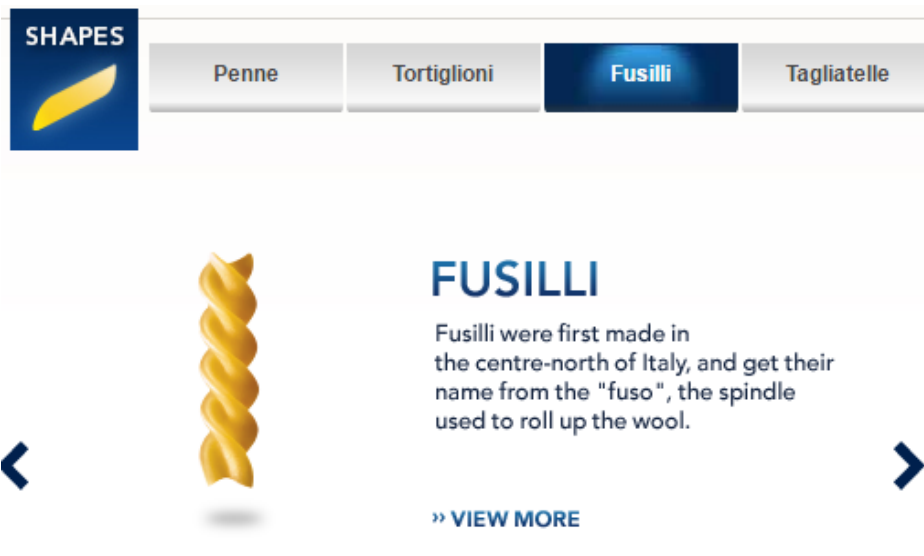 SHAPES
Penne
Tortiglioni
Fusilli
Tagliatelle
FUSILLI
Fusilli were first made in
the centre-north of Italy, and get their
name from the "fuso", the spindle
used to roll up the wool.
›› VIEW MORE